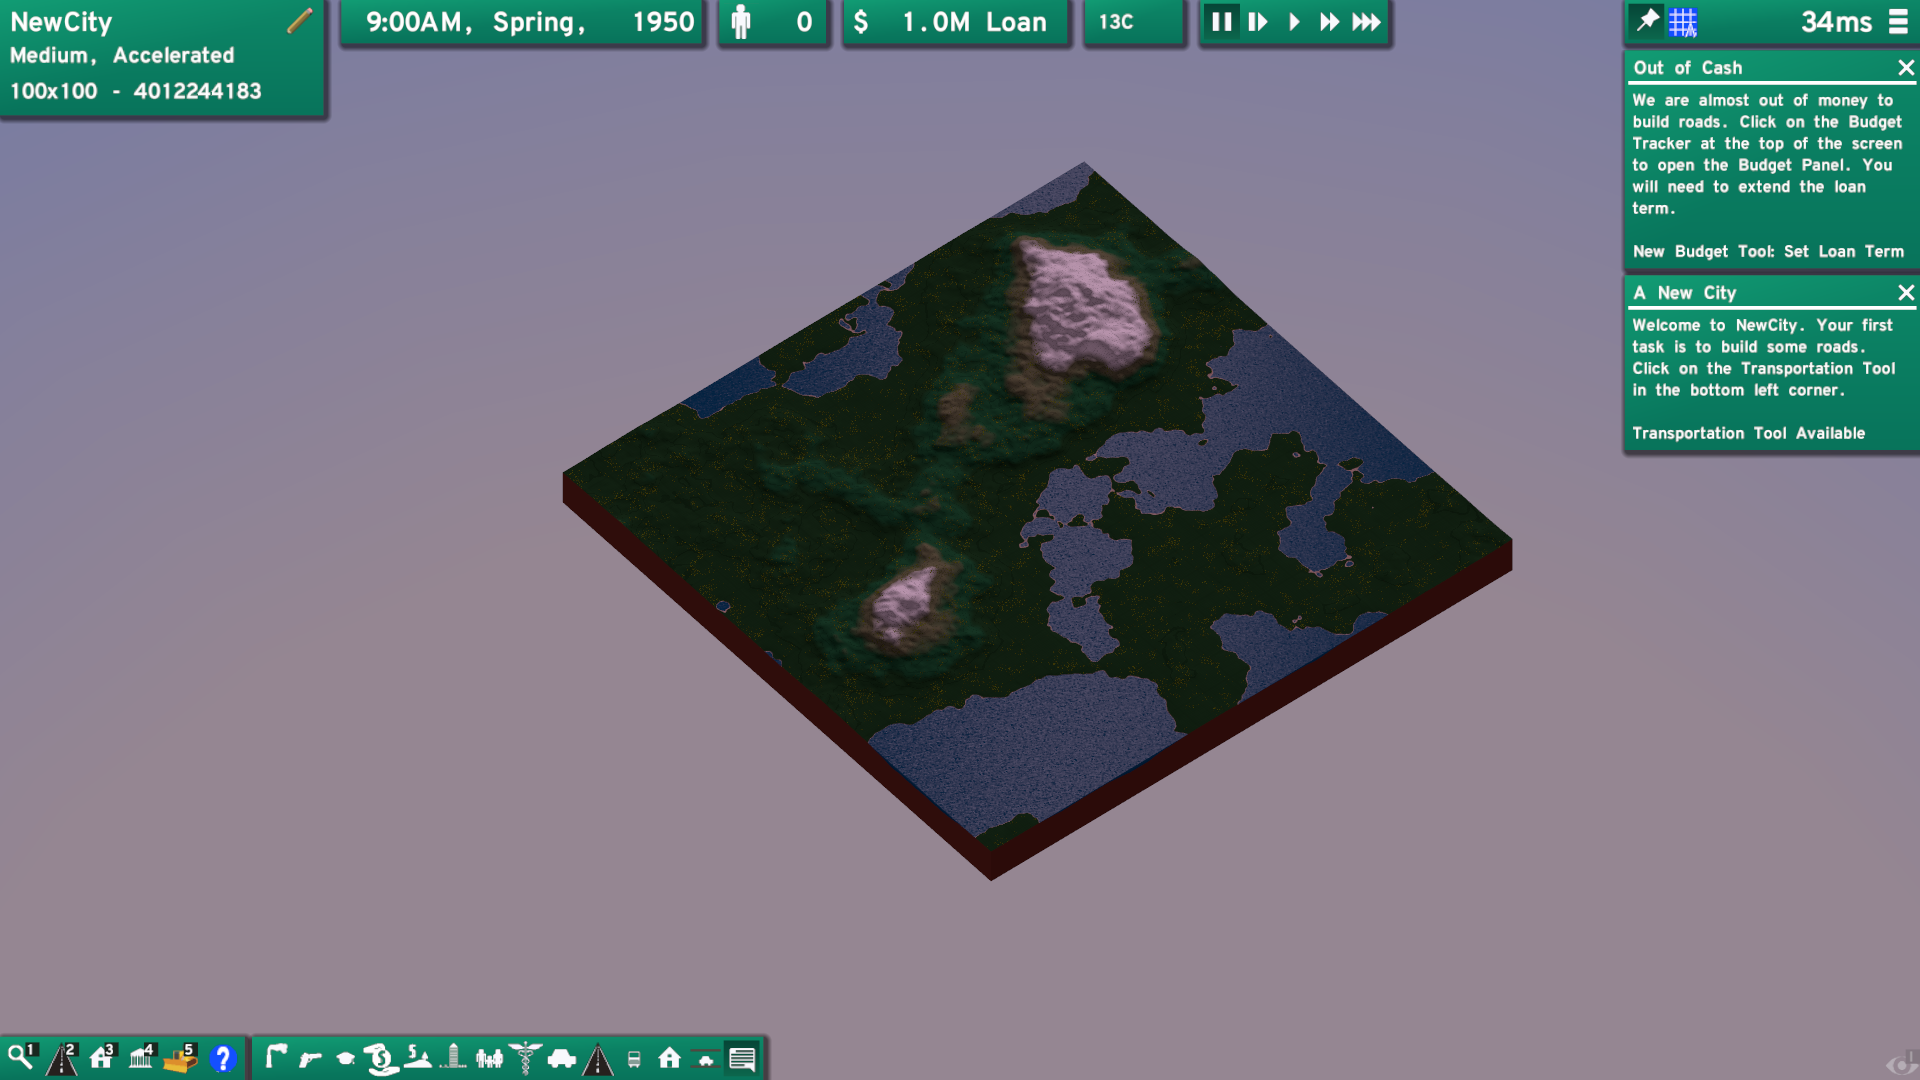 NewCity
Medium, Accelerated
100x100 - 4012244183
9:00AM, Spring, 1950
0
$ 1.0M Loan
13C
34ms
Out of Cash
We are almost out of money to
build roads. Click on the Budget
Tracker at the top of the screen
to open the Budget Panel. You
will need to extend the loan
term.
New Budget Tool: Set Loan Term
A New City
Welcome to NewCity. Your first
task is to build some roads.
Click on the Transportation Tool
in the bottom left corner.
Transportation Tool Available
1 2 3 4 5 ?